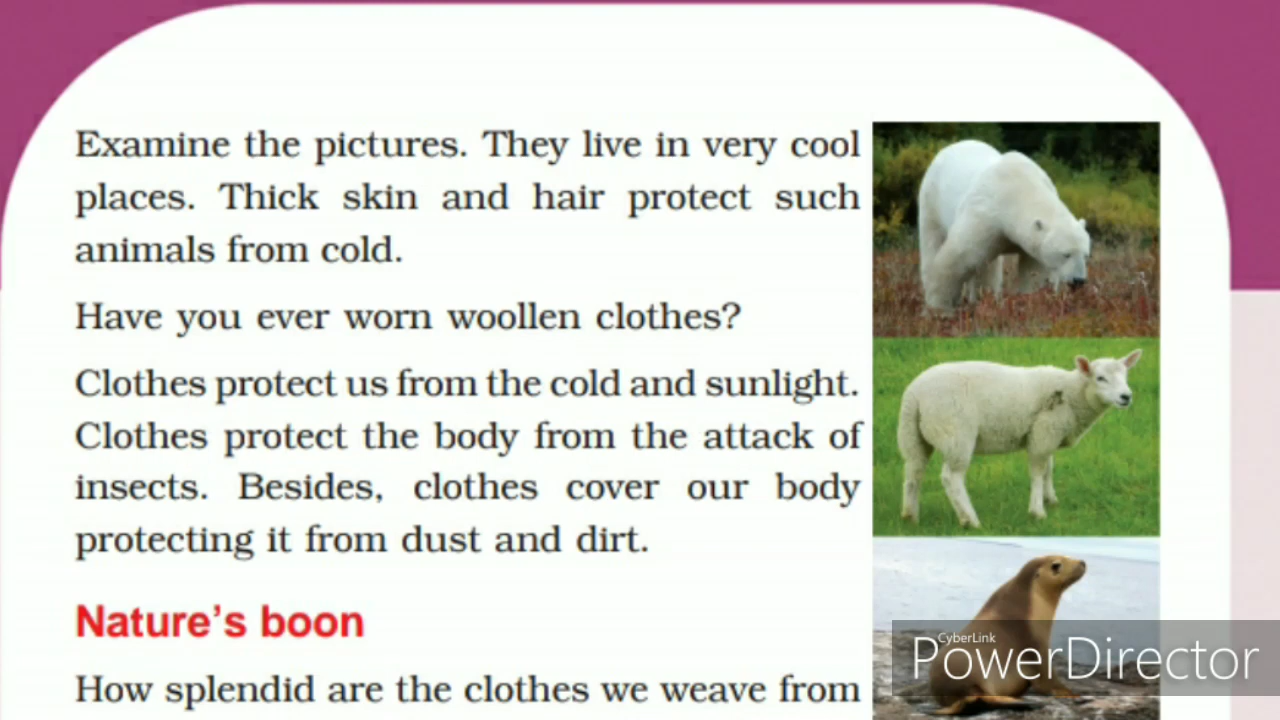 Examine the pictures. They live in very cool
places. Thick skin and hair protect such
animals from cold.
Have you ever worn woollen clothes?
Clothes protect us from the cold and sunlight.
Clothes protect the body from the attack of
insects. Besides, clothes cover our body
protecting it from dust and dirt.
Nature's boon
How splendid are the clothes we weave from
CyberLink
PowerDirector